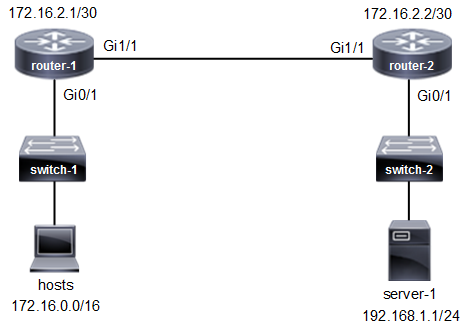 172.16.2.1/30
172.16.2.2/30
Gi1/1
Gi1/1
router-1
router-2
Gi0/1
Gi0/1
switch-1
switch-2
hosts
172.16.0.0/16
server-1
192.168.1.1/24